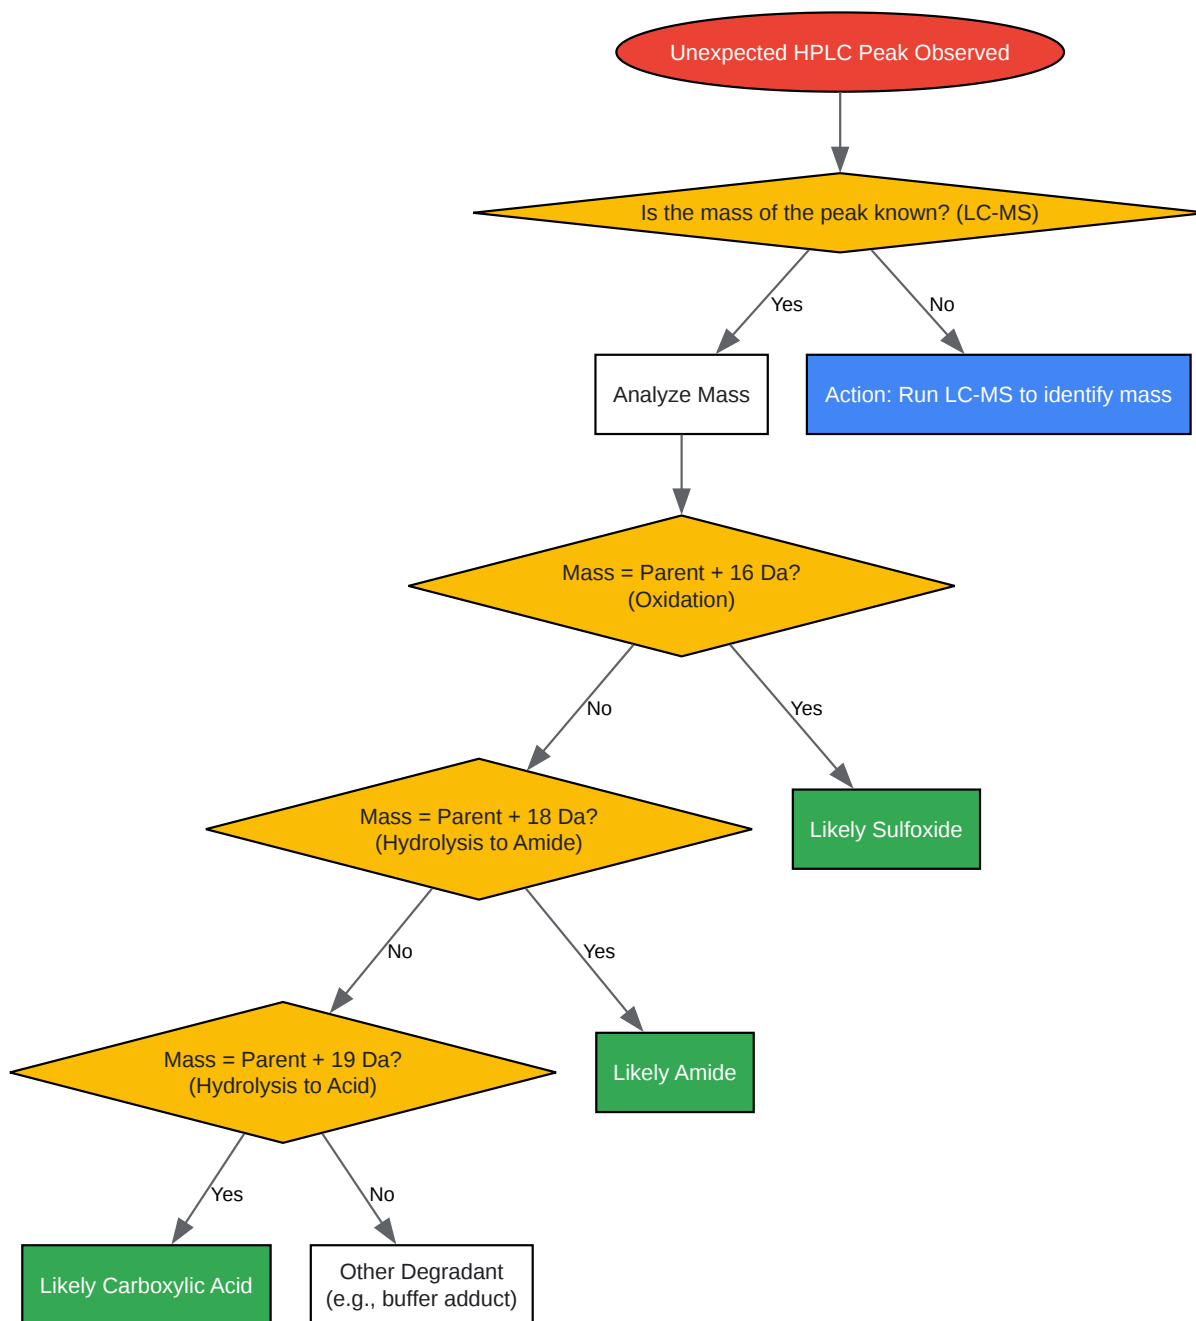 Unexpected HPLC Peak Observed
Is the mass of the peak known? (LC-MS)
Yes
No
Analyze Mass
Action: Run LC-MS to identify mass
Mass = Parent + 16 Da?
(Oxidation)
No
Yes
Mass = Parent + 18 Da?
(Hydrolysis to Amide)
Likely Sulfoxide
No
Yes
Mass = Parent + 19 Da?
(Hydrolysis to Acid)
Likely Amide
Yes
No
Likely Carboxylic Acid
Other Degradant
(e.g., buffer adduct)